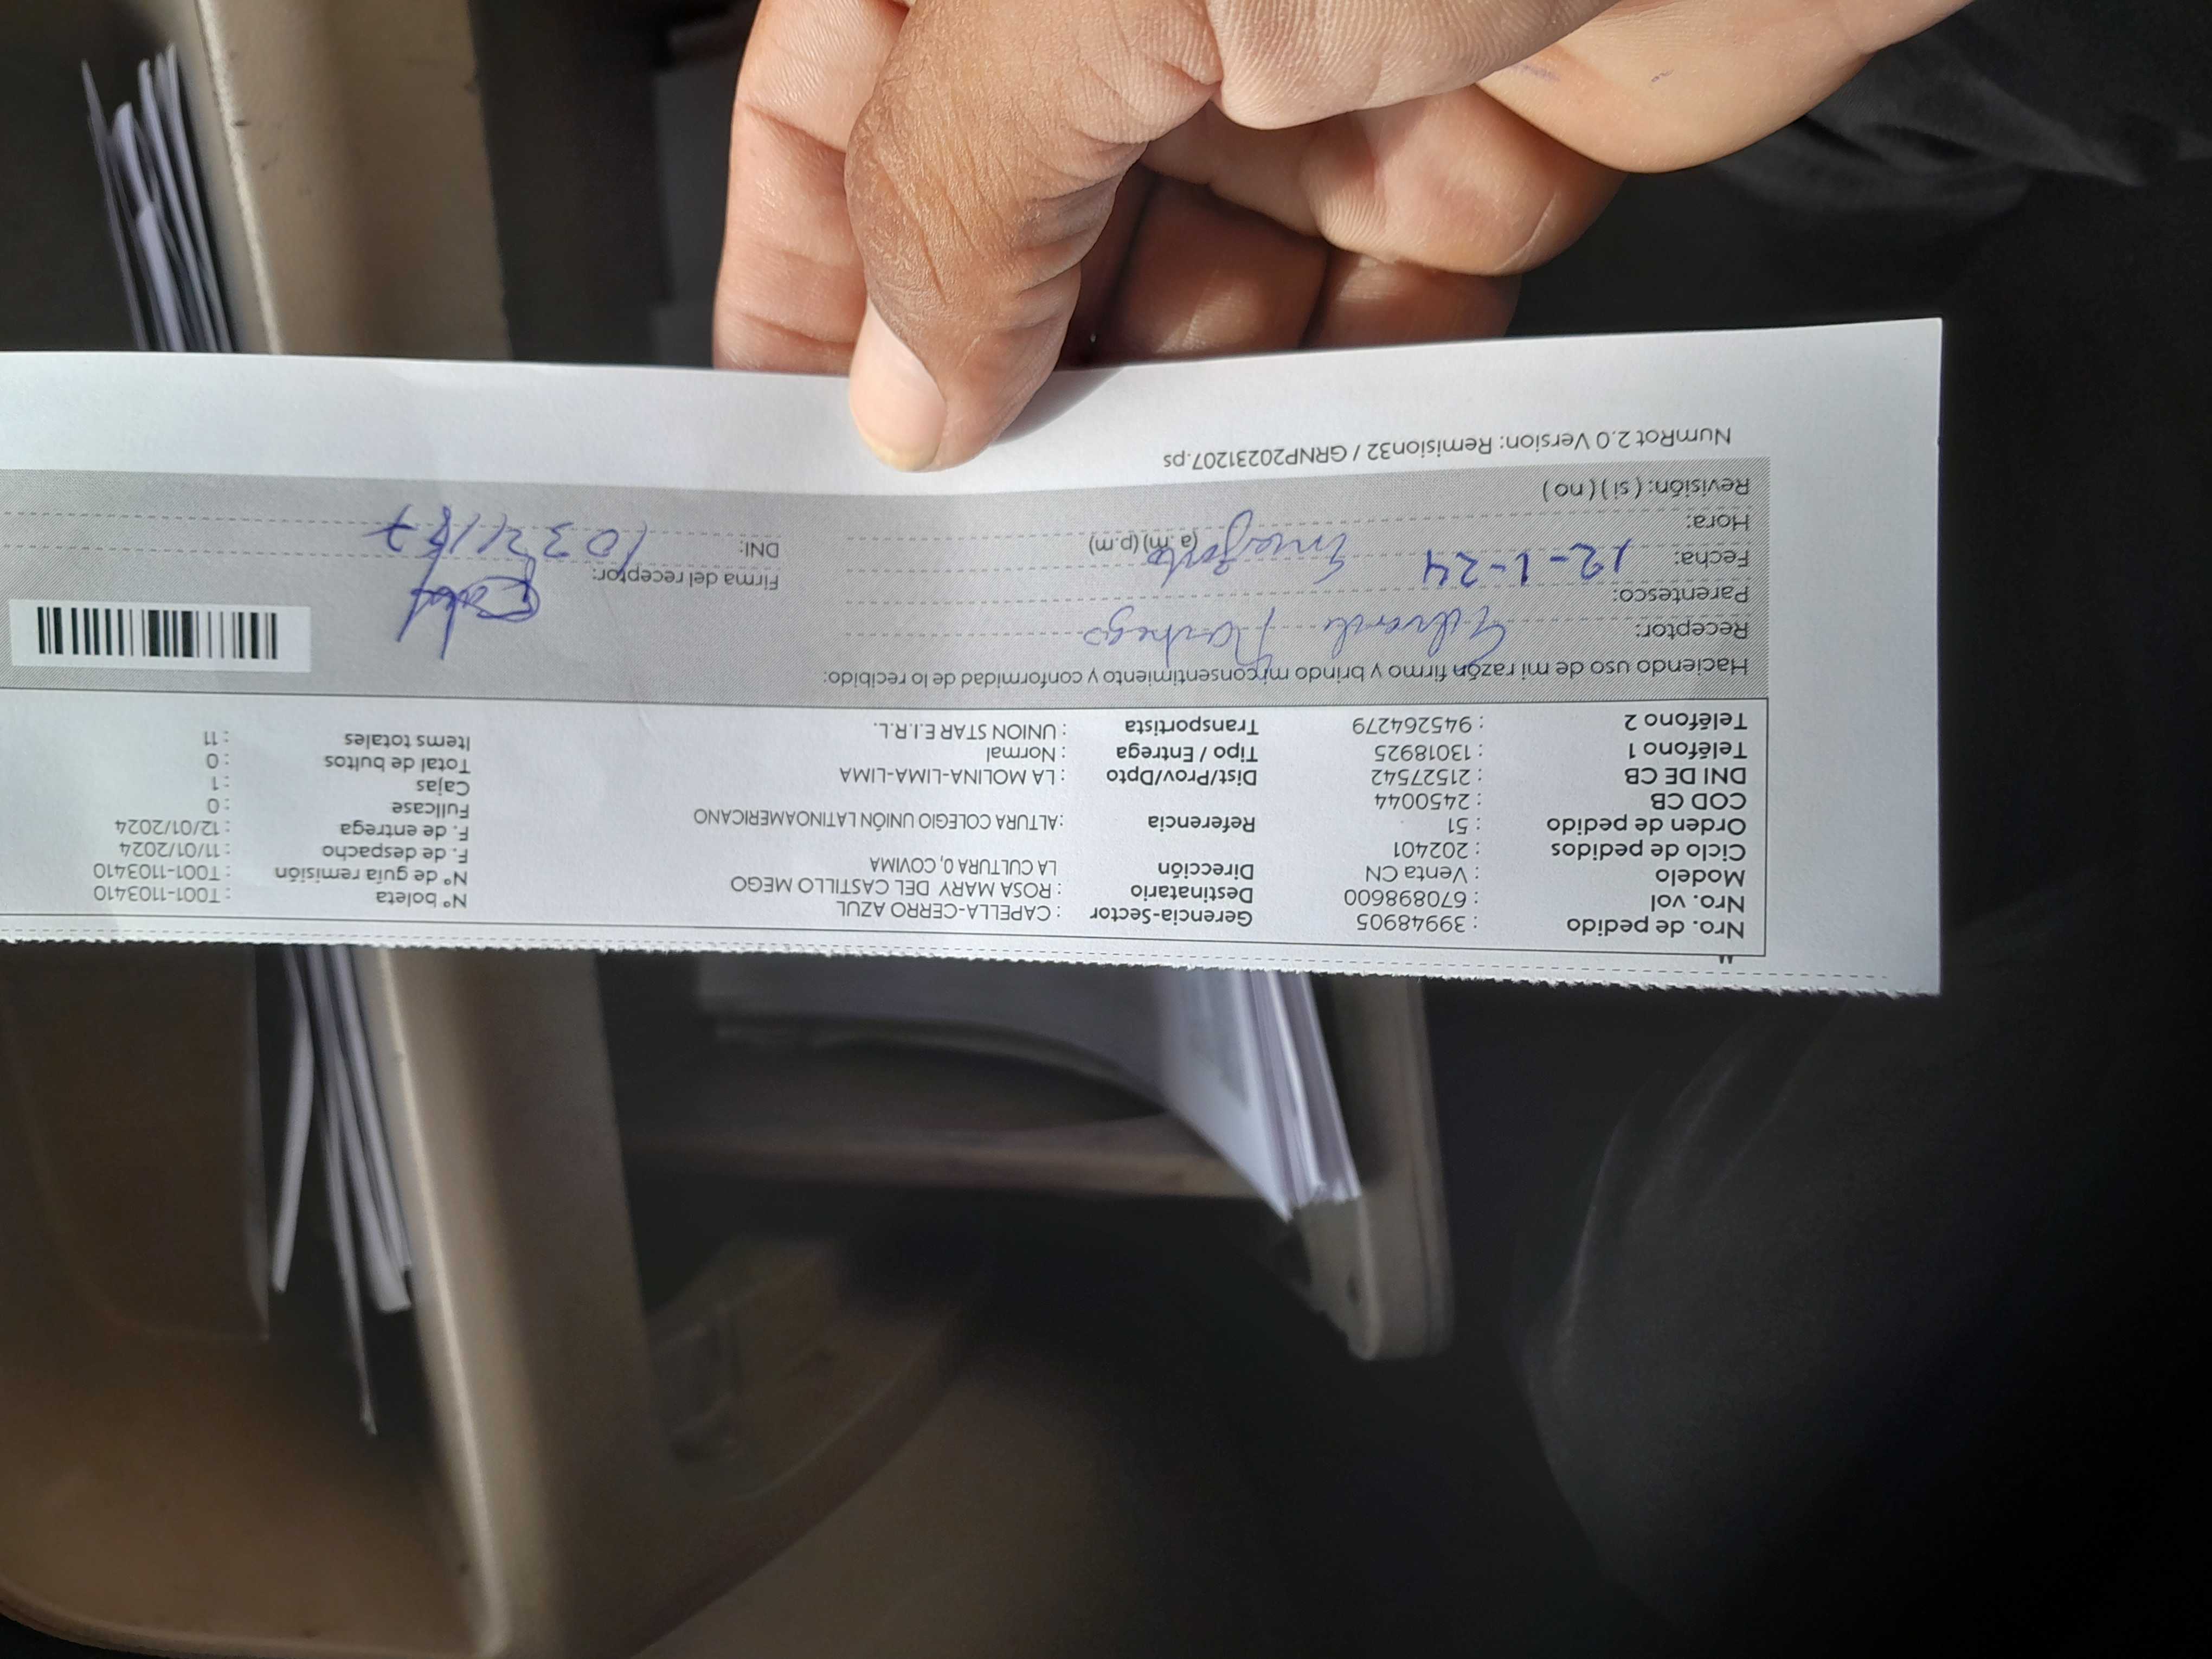 Nro. de pedido : 39948905 Gerencia-Sector : CAPELLA-CERRO AZUL Nº boleta : T001-1103410
Nro. vol : 670898600 Destinatario : ROSA MARY DEL CASTILLO MEGO Nº de guía remisión : T001-1103410
Modelo : Venta CN Dirección LA CULTURA 0, COVIMA F. de despacho : 11/01/2024
Ciclo de pedidos : 202401 F. de entrega : 12/01/2024
Orden de pedido : 51 Referencia :ALTURA COLEGIO UNIÓN LATINOAMERICANO Fullcase : 0
COD CB : 2450044 Cajas : 1
DNI DE CB : 21527542 Dist/Prov/Dpto : LA MOLINA-LIMA-LIMA Total de bultos : 0
Teléfono 1 : 13018925 Tipo / Entrega : Normal Items totales : 11
Teléfono 2 : 945264279 Transportista : UNION STAR E.I.R.L.
Haciendo uso de mi razón firmo y brindo mi consentimiento y conformidad de lo recibido:
Receptor:
Parentesco: Firma del receptor:
Fecha: 12-1-24 DNI:
Hora: (a.m) (p.m)
Revisión: ( si ) ( no )
NumRot 2.0 Version: Remision32 / GRNP20231207.ps